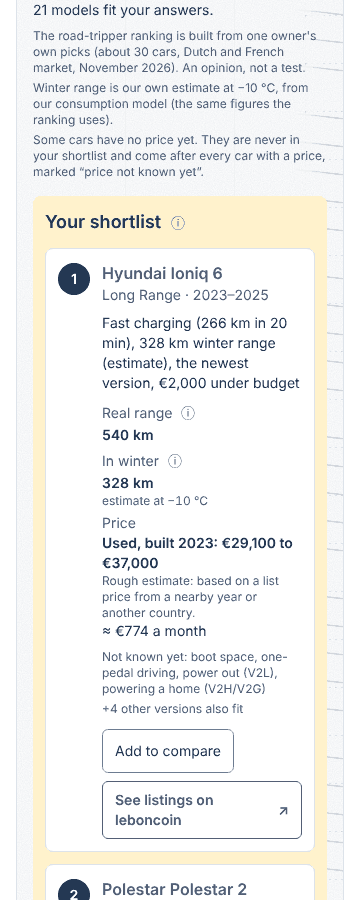 21 models fit your answers.
The road-tripper ranking is built from one owner's
own picks (about 30 cars, Dutch and French
market, November 2026). An opinion, not a test.
Winter range is our own estimate at −10 °C, from
our consumption model (the same figures the
ranking uses).
Some cars have no price yet. They are never in
your shortlist and come after every car with a price,
marked “price not known yet”.
Your shortlist ⓘ
1 Hyundai Ioniq 6
Long Range · 2023–2025
Fast charging (266 km in 20
min), 328 km winter range
(estimate), the newest
version, €2,000 under budget
Real range ⓘ
540 km
In winter ⓘ
328 km
estimate at −10 °C
Price
Used, built 2023: €29,100 to
€37,000
Rough estimate: based on a list
price from a nearby year or
another country.
≈ €774 a month
Not known yet: boot space, one-
pedal driving, power out (V2L),
powering a home (V2H/V2G)
+4 other versions also fit
Add to compare
See listings on
leboncoin ↗
2 Polestar Polestar 2